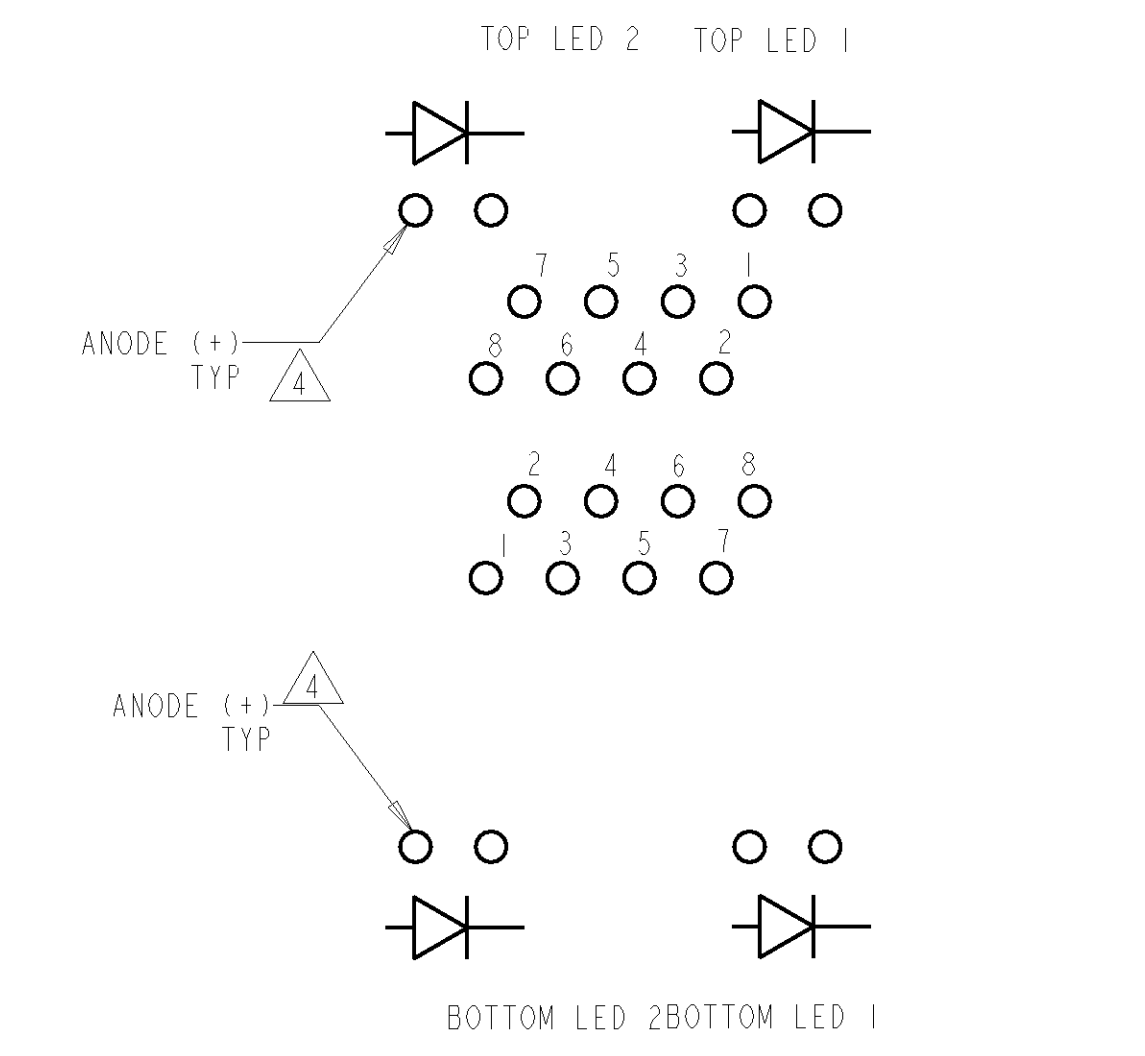 TOP LED 2 TOP LED 1
7 5 3 1
8 6 4 2
ANODE (+)
TYP
4
2 4 6 8
1 3 5 7
4
ANODE (+)
TYP
BOTTOM LED 2BOTTOM LED 1